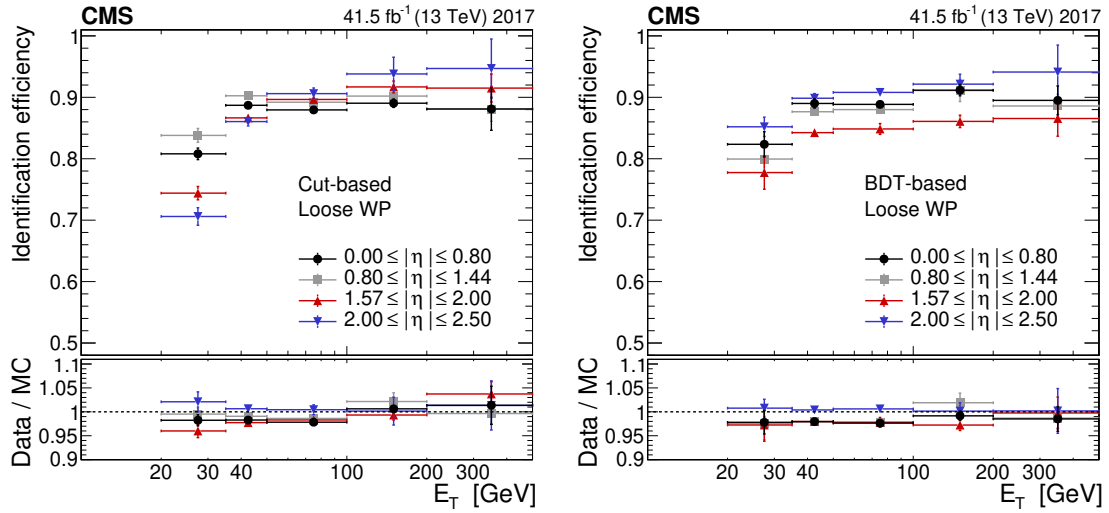 CMS 41.5 fb⁻¹ (13 TeV) 2017
Identification efficiency
1
0.9
0.8
0.7
0.6
0.5
Cut-based
Loose WP
0.00 ≤ |η| ≤ 0.80
0.80 ≤ |η| ≤ 1.44
1.57 ≤ |η| ≤ 2.00
2.00 ≤ |η| ≤ 2.50
Data / MC
1.1
1.05
1
0.95
0.9
20 30 40 100 200 300
E_T [GeV]
CMS 41.5 fb⁻¹ (13 TeV) 2017
Identification efficiency
1
0.9
0.8
0.7
0.6
0.5
BDT-based
Loose WP
0.00 ≤ |η| ≤ 0.80
0.80 ≤ |η| ≤ 1.44
1.57 ≤ |η| ≤ 2.00
2.00 ≤ |η| ≤ 2.50
Data / MC
1.1
1.05
1
0.95
0.9
20 30 40 100 200 300
E_T [GeV]